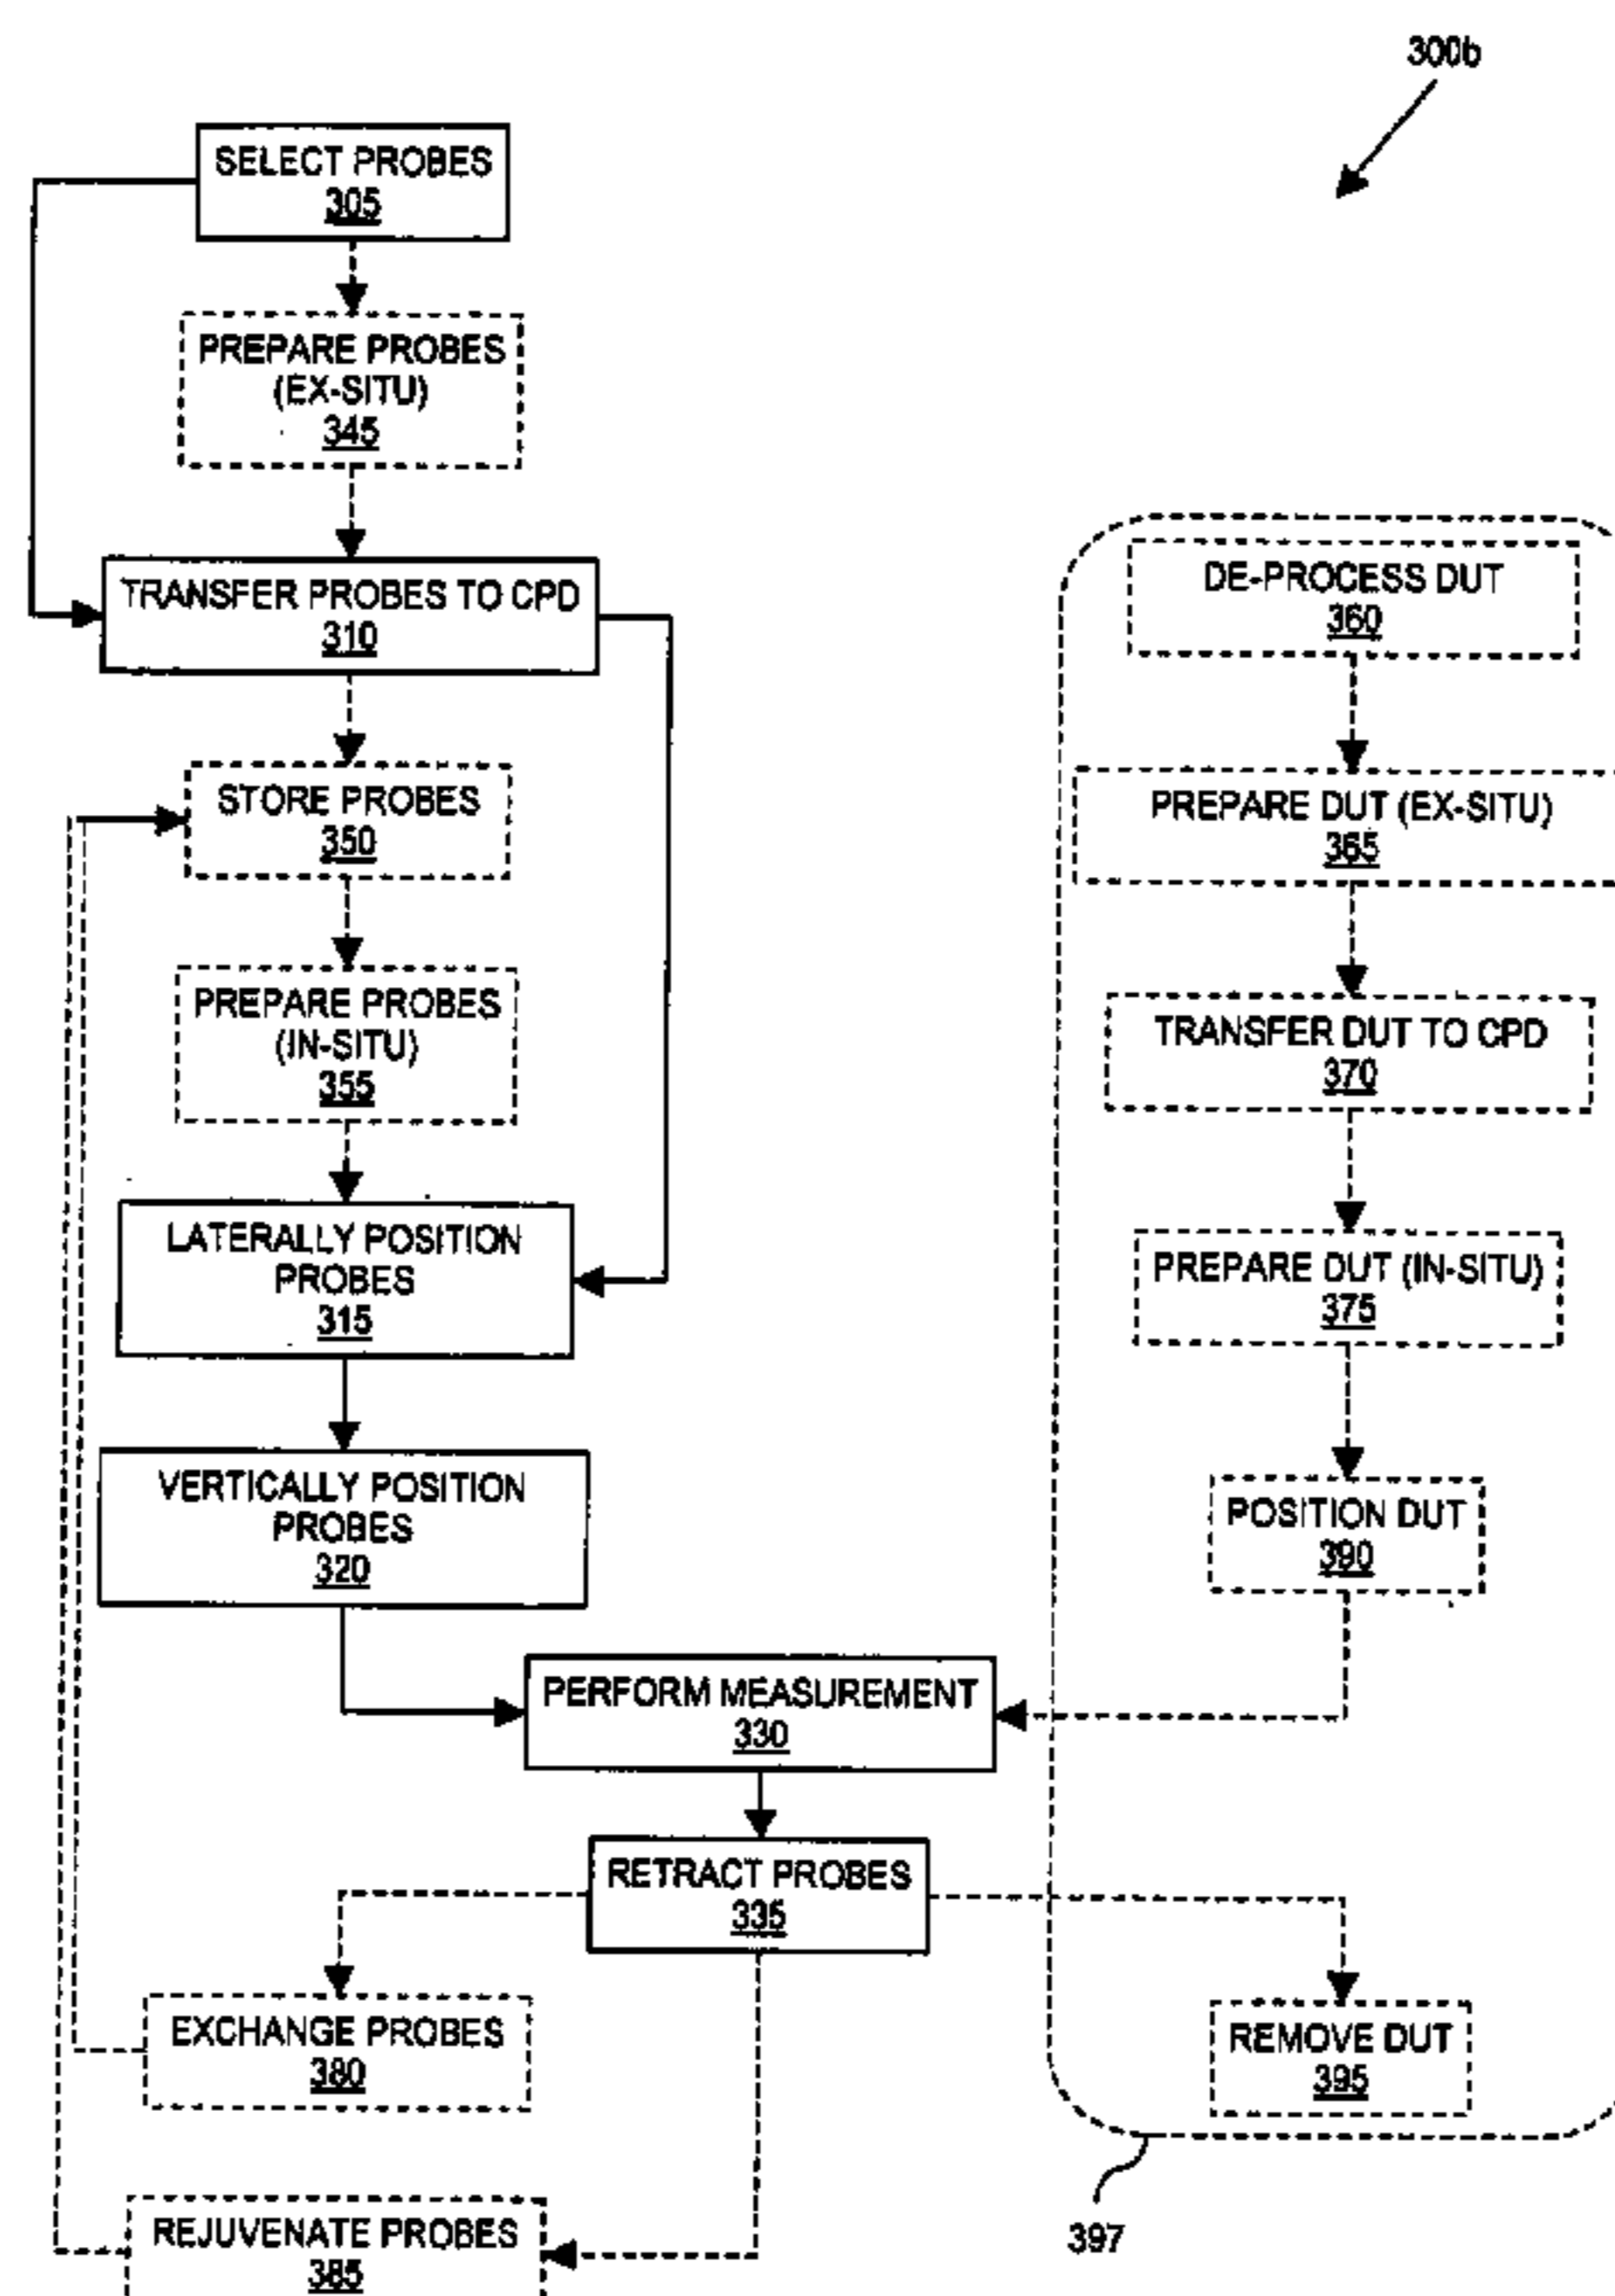 300b
SELECT PROBES
305
PREPARE PROBES
(EX-SITU)
345
TRANSFER PROBES TO CPD
310
STORE PROBES
350
PREPARE PROBES
(IN-SITU)
355
LATERALLY POSITION
PROBES
315
VERTICALLY POSITION
PROBES
320
DE-PROCESS DUT
360
PREPARE DUT (EX-SITU)
365
TRANSFER DUT TO CPD
370
PREPARE DUT (IN-SITU)
375
POSITION DUT
390
PERFORM MEASUREMENT
330
RETRACT PROBES
335
EXCHANGE PROBES
380
REMOVE DUT
395
REJUVENATE PROBES
385
397